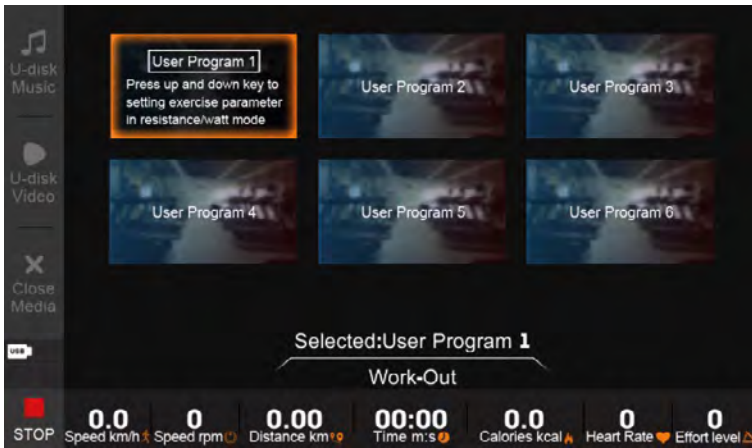 U-disk
Music
U-disk
Video
Close
Media
USB
STOP
User Program 1
Press up and down key to
setting exercise parameter
in resistance/watt mode
User Program 2
User Program 3
User Program 4
User Program 5
User Program 6
Selected:User Program 1
Work-Out
0.0 0 0.00 00:00 0.0 0 0
Speed km/h Speed rpm Distance km Time m:s Calories kcal Heart Rate Effort level